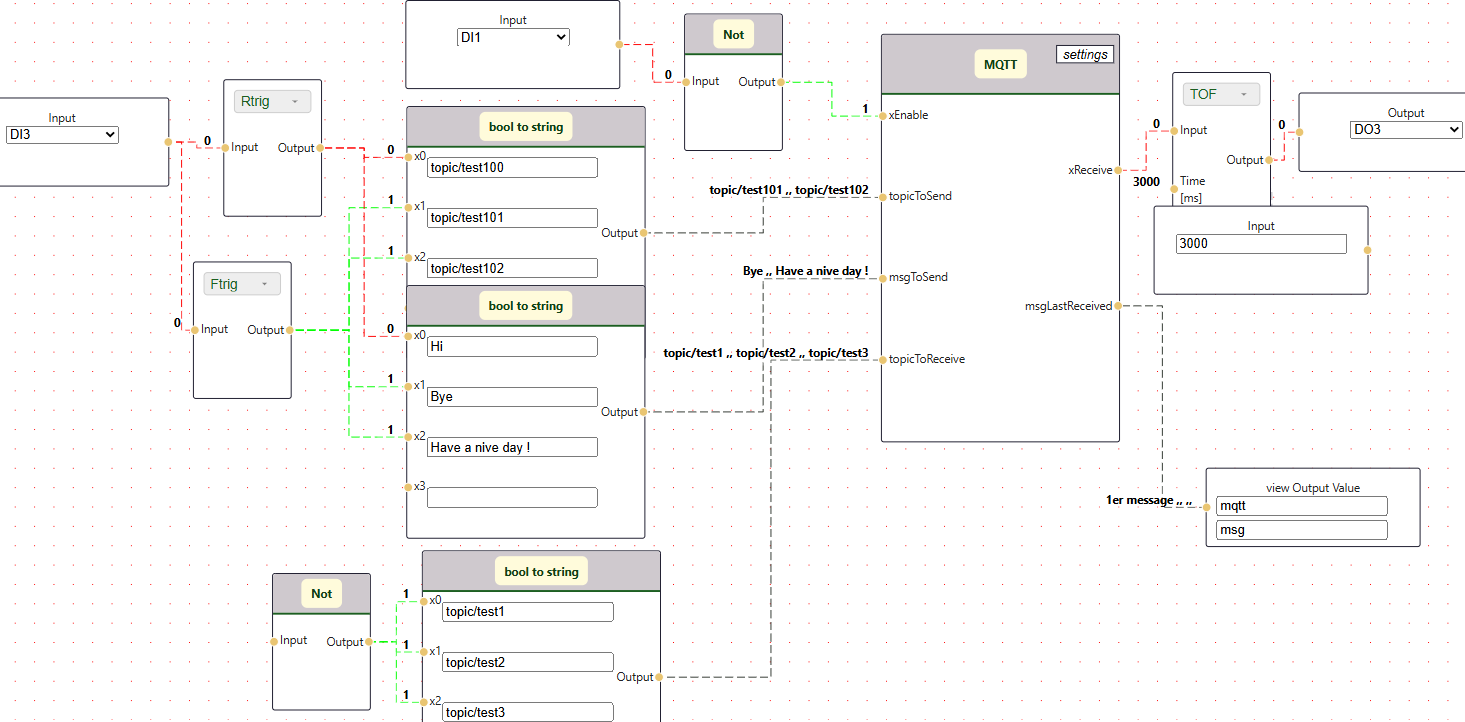 Input
DI1
Not
0
Input
Output
MQTT
settings
1
xEnable
topic/test101 ,, topic/test102
topicToSend
Bye ,, Have a nive day !
msgToSend
topic/test1 ,, topic/test2 ,, topic/test3
topicToReceive
xReceive
msgLastReceived
Input
DI3
0
Rtrig
Input
Output
0
Ftrig
Input
Output
bool to string
0
x0
topic/test100
1
x1
topic/test101
1
x2
topic/test102
Output
bool to string
0
x0
Hi
1
x1
Bye
1
x2
Have a nive day !
x3
Output
TOF
0
Input
Output
3000
Time
[ms]
0
Output
DO3
Input
3000
1er message ,, ,,
view Output Value
mqtt
msg
Not
Input
Output
bool to string
1
x0
topic/test1
1
x1
topic/test2
1
x2
topic/test3
Output